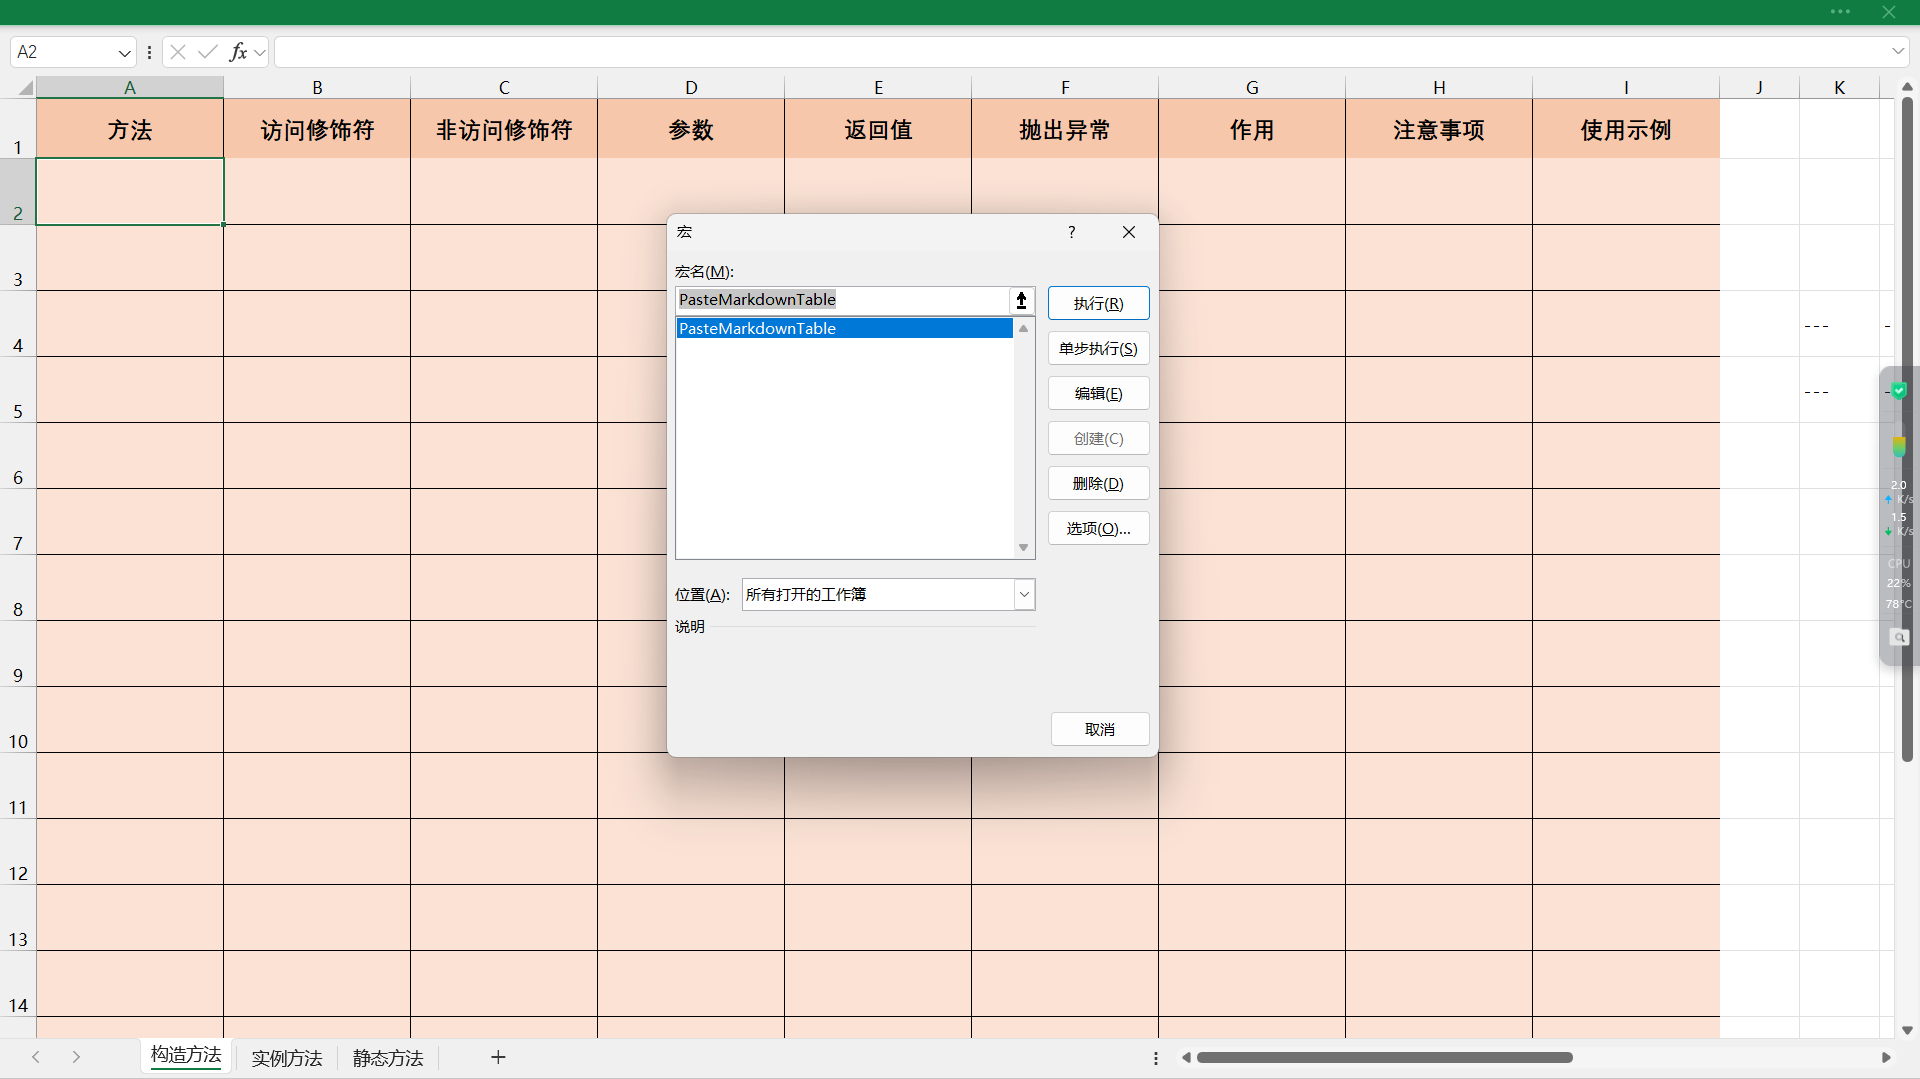 A2
fx
A B C D E F G H I J K
1 方法 访问修饰符 非访问修饰符 参数 返回值 抛出异常 作用 注意事项 使用示例
2
3
4 --- -
5 --- -
6
7
8
9
10
11
12
13
14
宏 ?
宏名(M):
PasteMarkdownTable
PasteMarkdownTable
执行(R)
单步执行(S)
编辑(E)
创建(C)
删除(D)
选项(O)...
位置(A): 所有打开的工作簿
说明
取消
2.0
K/s
1.5
K/s
CPU
22%
78°C
构造方法 实例方法 静态方法 +